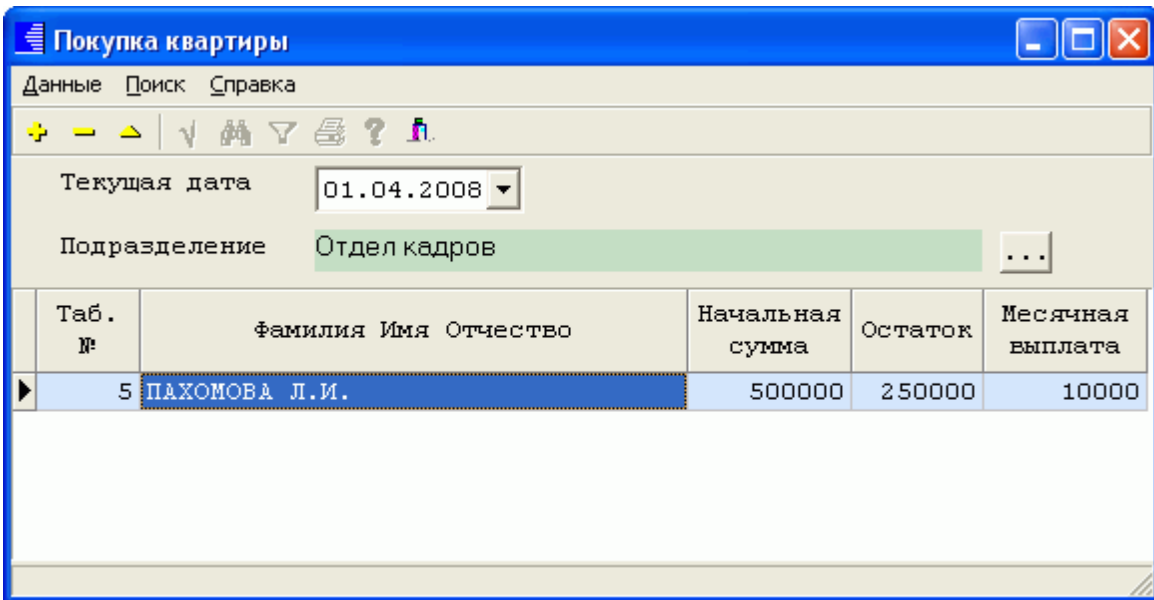 Покупка квартиры
Данные Поиск Справка
Текущая дата 01.04.2008
Подразделение Отдел кадров ...
Таб. № Фамилия Имя Отчество Начальная сумма Остаток Месячная выплата
5 ПАХОМОВА Л.И. 500000 250000 10000